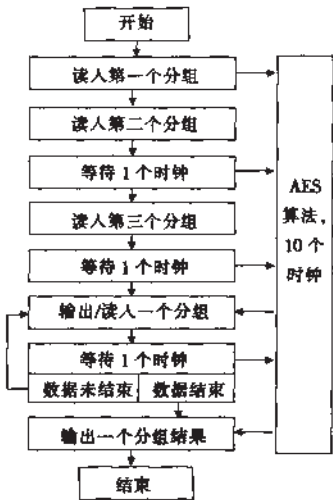 开始
读入第一个分组
读入第二个分组
等待1个时钟
读入第三个分组
等待1个时钟
输出/读入一个分组
等待1个时钟
数据未结束 数据结束
输出一个分组结果
结束
AES
算法,
10个
时钟